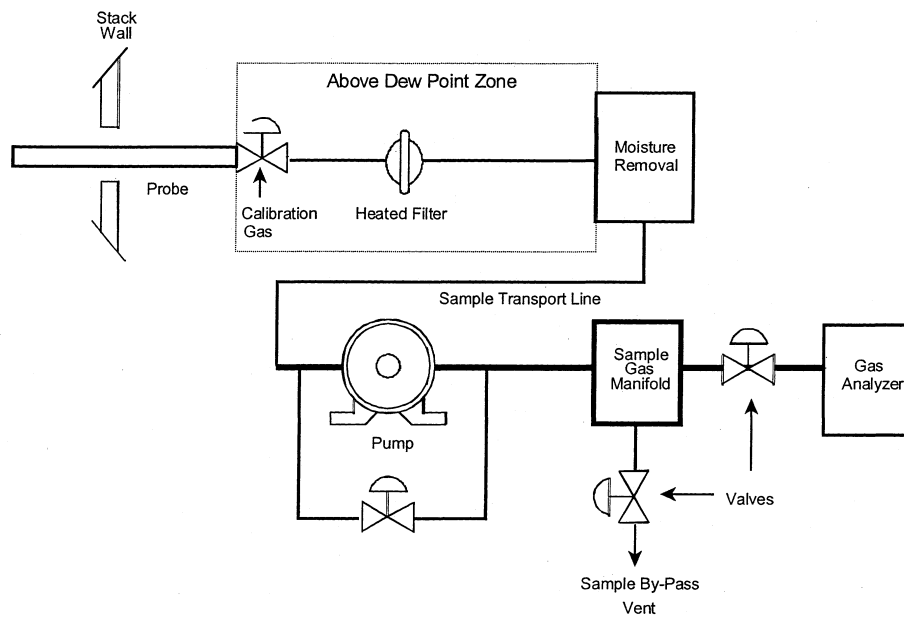 Stack
Wall
Above Dew Point Zone
Moisture
Removal
Probe
Calibration
Gas
Heated Filter
Sample Transport Line
Sample
Gas
Manifold
Gas
Analyzer
Pump
Valves
Sample By-Pass
Vent